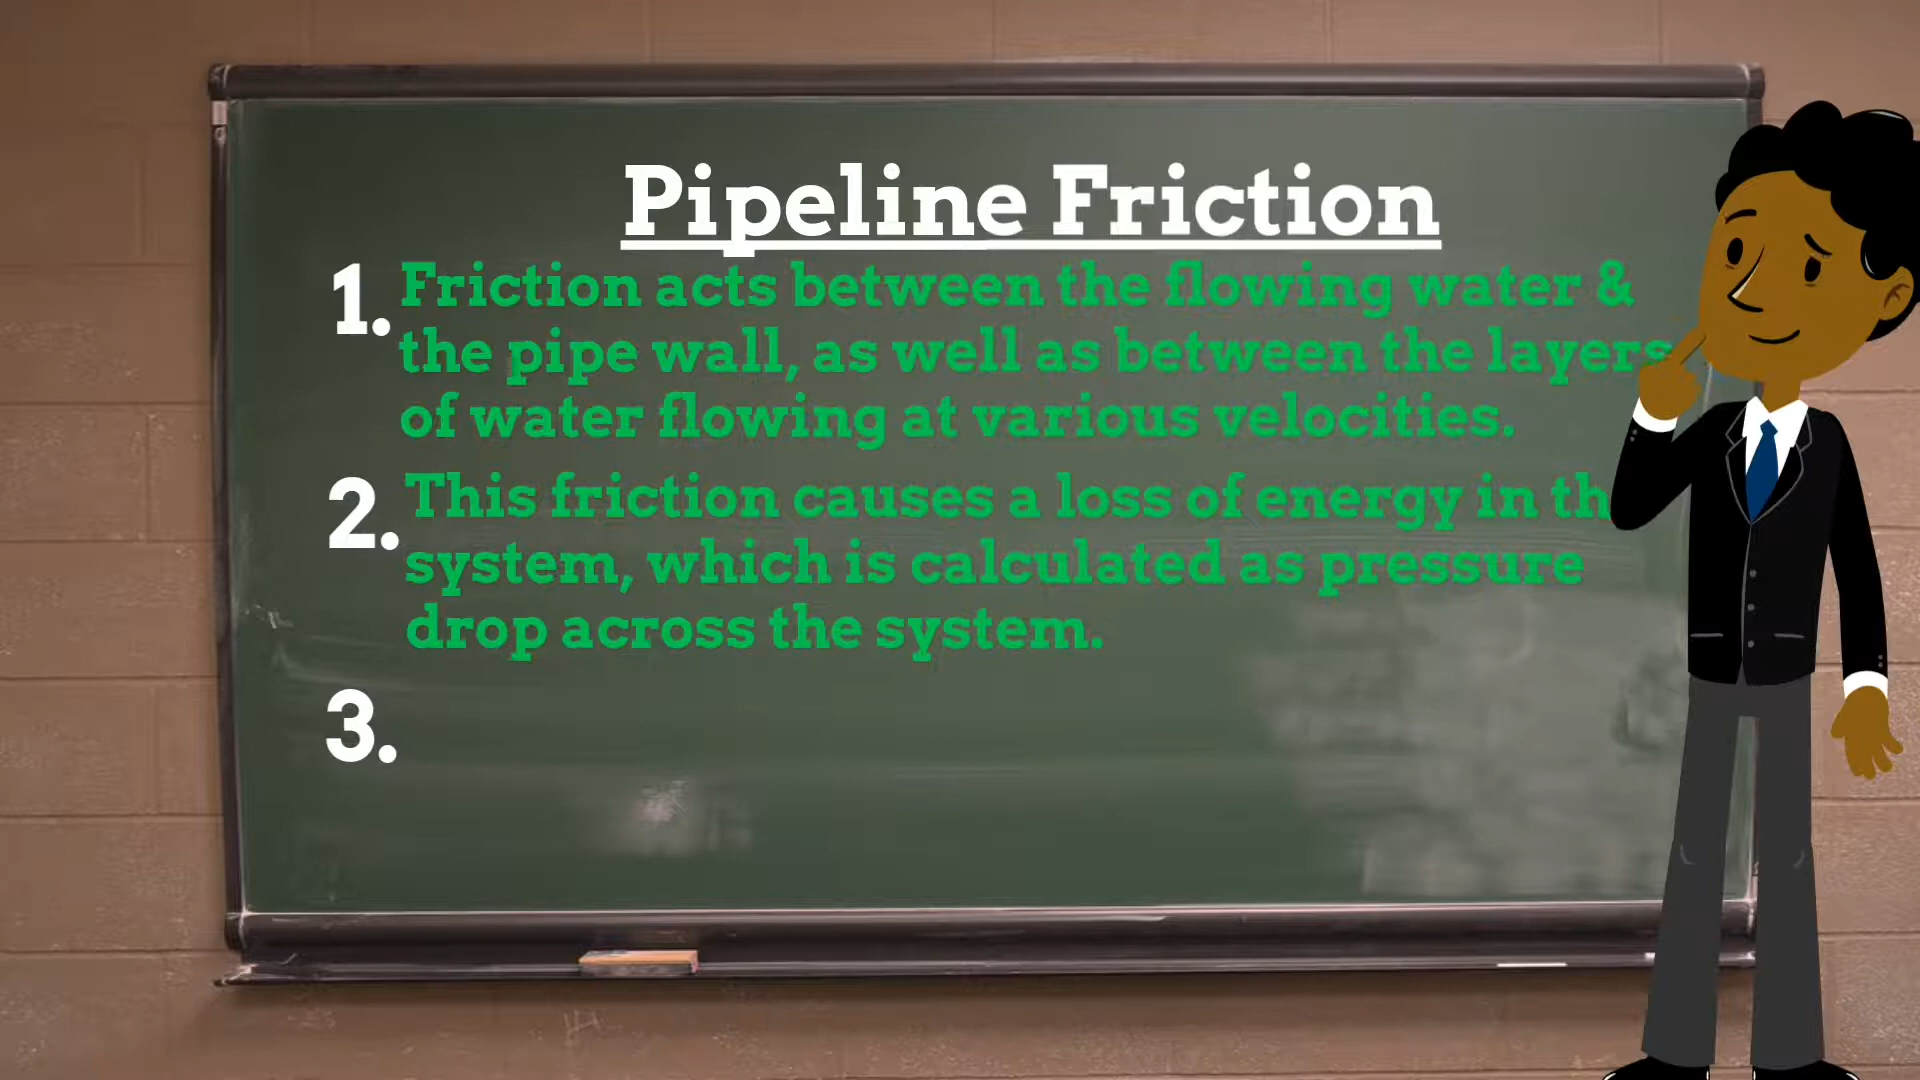 Pipeline Friction
1. Friction acts between the flowing water &
the pipe wall, as well as between the layers
of water flowing at various velocities.
2. This friction causes a loss of energy in th
system, which is calculated as pressure
drop across the system.
3.